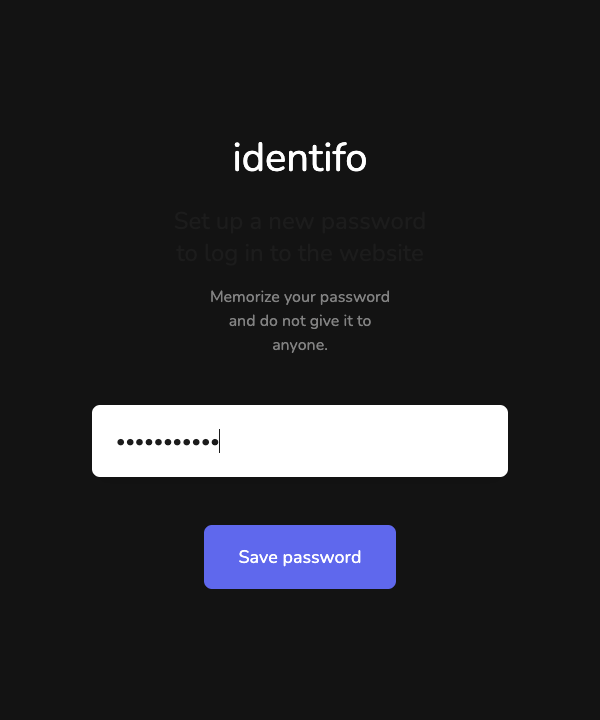 identifo
Set up a new password
to log in to the website
Memorize your password
and do not give it to
anyone.
•••••••••••
Save password